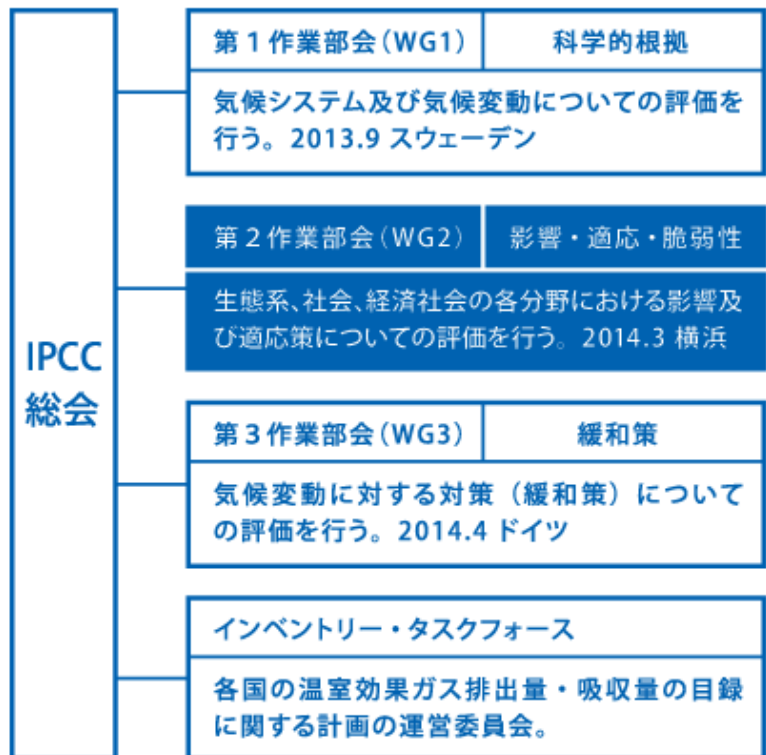 IPCC
総会
第1作業部会（WG1） 科学的根拠
気候システム及び気候変動についての評価を
行う。2013.9 スウェーデン
第2作業部会（WG2） 影響・適応・脆弱性
生態系、社会、経済社会の各分野における影響及
び適応策についての評価を行う。2014.3 横浜
第3作業部会（WG3） 緩和策
気候変動に対する対策（緩和策）について
の評価を行う。2014.4 ドイツ
インベントリー・タスクフォース
各国の温室効果ガス排出量・吸収量の目録
に関する計画の運営委員会。